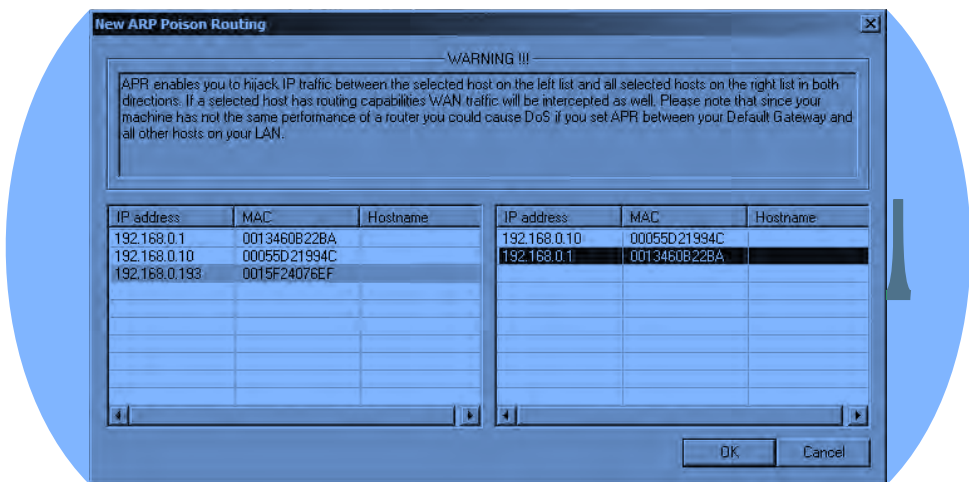 New ARP Poison Routing
WARNING !!!
APR enables you to hijack IP traffic between the selected host on the left list and all selected hosts on the right list in both
directions. If a selected host has routing capabilities WAN traffic will be intercepted as well. Please note that since your
machine has not the same performance of a router you could cause DoS if you set APR between your Default Gateway and
all other hosts on your LAN.
IP address MAC Hostname
192.168.0.1 0013460B22BA
192.168.0.10 00055D21994C
192.168.0.193 0015F24076EF
IP address MAC Hostname
192.168.0.10 00055D21994C
192.168.0.1 0013460B22BA
OK Cancel